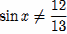 sin x ≠ 12/13